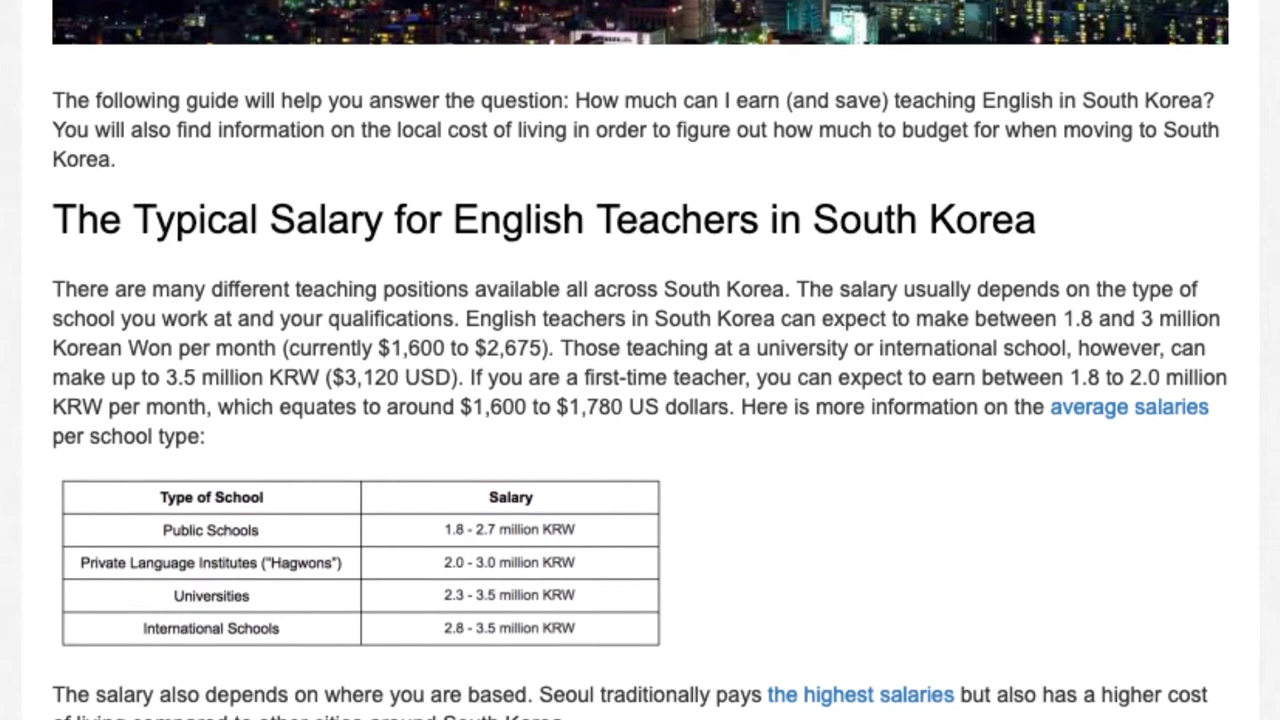 The following guide will help you answer the question: How much can I earn (and save) teaching English in South Korea?
You will also find information on the local cost of living in order to figure out how much to budget for when moving to South
Korea.
The Typical Salary for English Teachers in South Korea
There are many different teaching positions available all across South Korea. The salary usually depends on the type of
school you work at and your qualifications. English teachers in South Korea can expect to make between 1.8 and 3 million
Korean Won per month (currently $1,600 to $2,675). Those teaching at a university or international school, however, can
make up to 3.5 million KRW ($3,120 USD). If you are a first-time teacher, you can expect to earn between 1.8 to 2.0 million
KRW per month, which equates to around $1,600 to $1,780 US dollars. Here is more information on the average salaries
per school type:
Type of School Salary
Public Schools 1.8 - 2.7 million KRW
Private Language Institutes ("Hagwons") 2.0 - 3.0 million KRW
Universities 2.3 - 3.5 million KRW
International Schools 2.8 - 3.5 million KRW
The salary also depends on where you are based. Seoul traditionally pays the highest salaries but also has a higher cost
of living compared to other cities around South Korea.